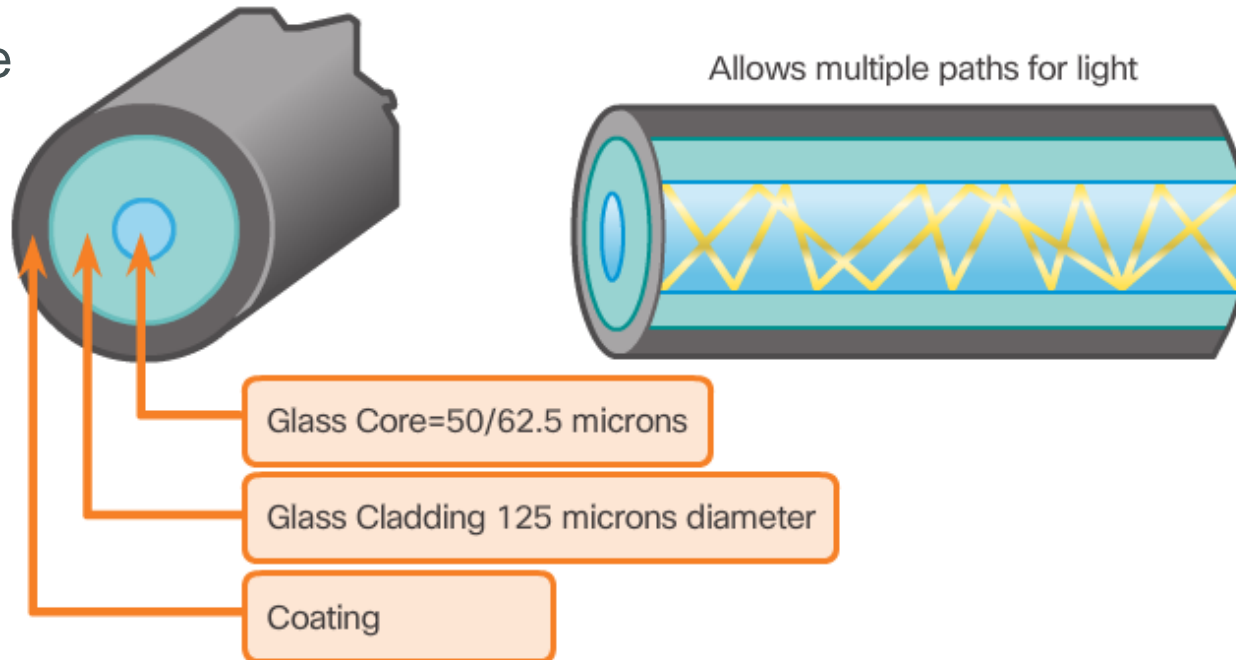 e
Allows multiple paths for light
Glass Core=50/62.5 microns
Glass Cladding 125 microns diameter
Coating